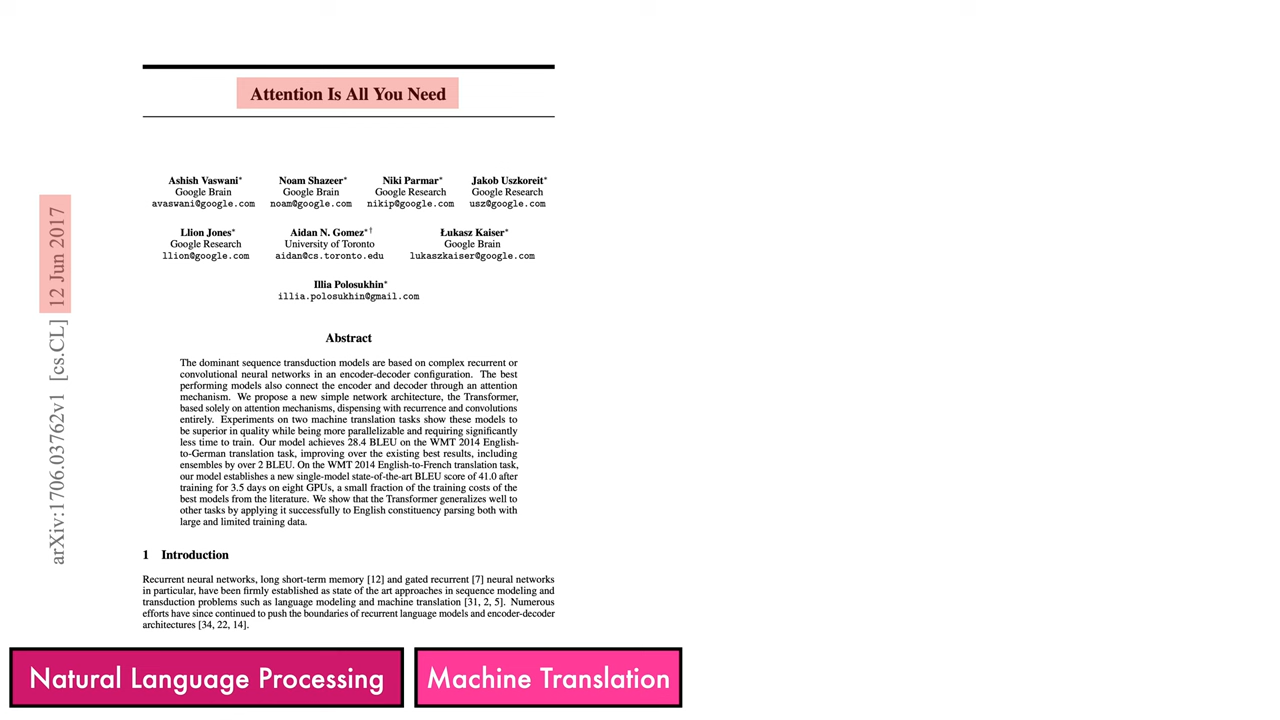 Attention Is All You Need
Ashish Vaswani* Noam Shazeer* Niki Parmar* Jakob Uszkoreit*
Google Brain Google Brain Google Research Google Research
avaswani@google.com noam@google.com nikip@google.com usz@google.com
Llion Jones* Aidan N. Gomez*† Łukasz Kaiser*
Google Research University of Toronto Google Brain
llion@google.com aidan@cs.toronto.edu lukaszkaiser@google.com
Illia Polosukhin*
illia.polosukhin@gmail.com
arXiv:1706.03762v1 [cs.CL] 12 Jun 2017
Abstract
The dominant sequence transduction models are based on complex recurrent or
convolutional neural networks in an encoder-decoder configuration. The best
performing models also connect the encoder and decoder through an attention
mechanism. We propose a new simple network architecture, the Transformer,
based solely on attention mechanisms, dispensing with recurrence and convolutions
entirely. Experiments on two machine translation tasks show these models to
be superior in quality while being more parallelizable and requiring significantly
less time to train. Our model achieves 28.4 BLEU on the WMT 2014 English-
to-German translation task, improving over the existing best results, including
ensembles by over 2 BLEU. On the WMT 2014 English-to-French translation task,
our model establishes a new single-model state-of-the-art BLEU score of 41.0 after
training for 3.5 days on eight GPUs, a small fraction of the training costs of the
best models from the literature. We show that the Transformer generalizes well to
other tasks by applying it successfully to English constituency parsing both with
large and limited training data.
1 Introduction
Recurrent neural networks, long short-term memory [12] and gated recurrent [7] neural networks
in particular, have been firmly established as state of the art approaches in sequence modeling and
transduction problems such as language modeling and machine translation [31, 2, 5]. Numerous
efforts have since continued to push the boundaries of recurrent language models and encoder-decoder
architectures [34, 22, 14].
Natural Language Processing
Machine Translation